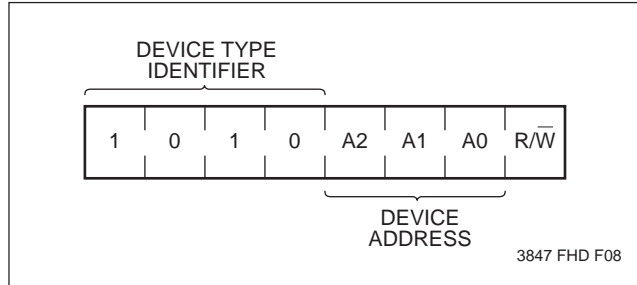 DEVICE TYPE
IDENTIFIER
1 0 1 0 A2 A1 A0 R/W̅
DEVICE
ADDRESS
3847 FHD F08